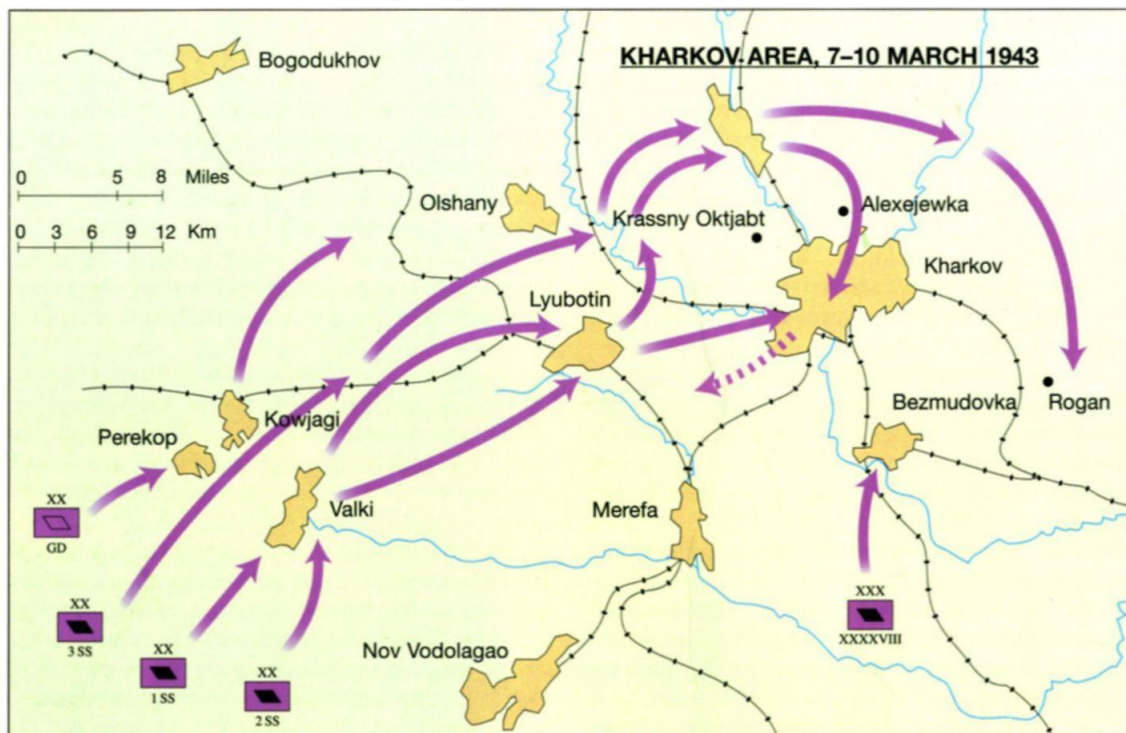 KHARKOV AREA, 7–10 MARCH 1943
Bogodukhov
0 5 8 Miles
0 3 6 9 12 Km
Olshany
Krassny Oktjabt
Alexejewka
Kharkov
Lyubotin
Kowjagi
Perekop
Bezmudovka
Rogan
Valki
Merefa
XX
GD
XX
3 SS
XX
1 SS
XX
2 SS
Nov Vodolagao
XXX
XXXXVIII